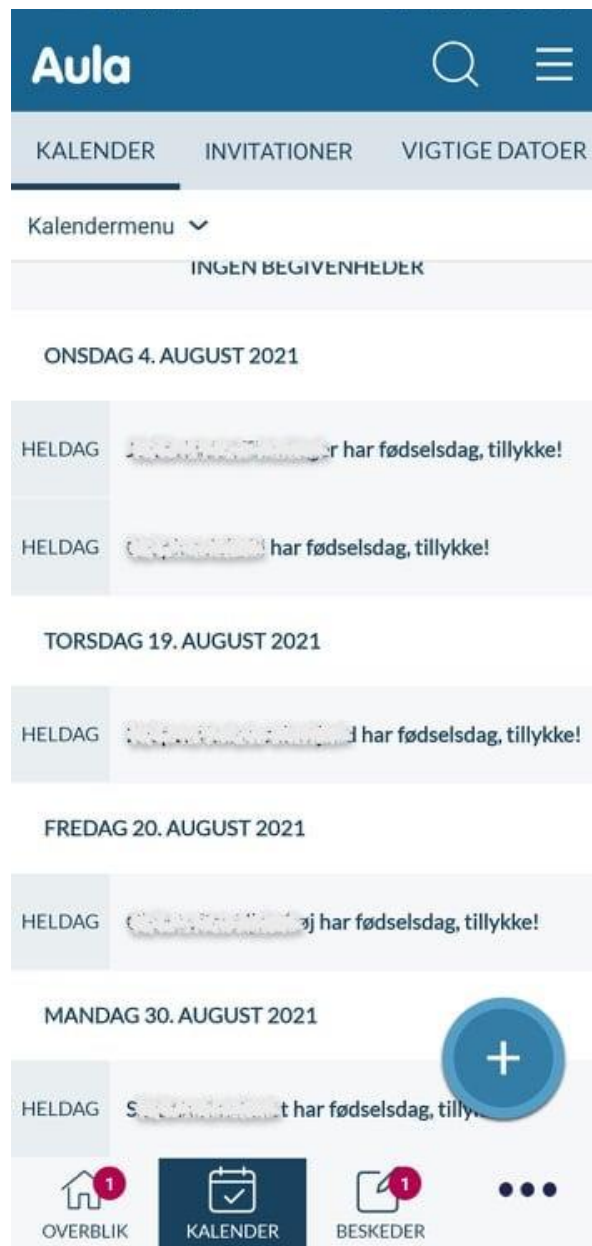 Aula
KALENDER INVITATIONER VIGTIGE DATOER
Kalendermenu
INGEN BEGIVENHEDER
ONSDAG 4. AUGUST 2021
HELDAG har fødselsdag, tillykke!
HELDAG har fødselsdag, tillykke!
TORSDAG 19. AUGUST 2021
HELDAG har fødselsdag, tillykke!
FREDAG 20. AUGUST 2021
HELDAG har fødselsdag, tillykke!
MANDAG 30. AUGUST 2021
HELDAG har fødselsdag,
1 1
OVERBLIK KALENDER BESKEDER